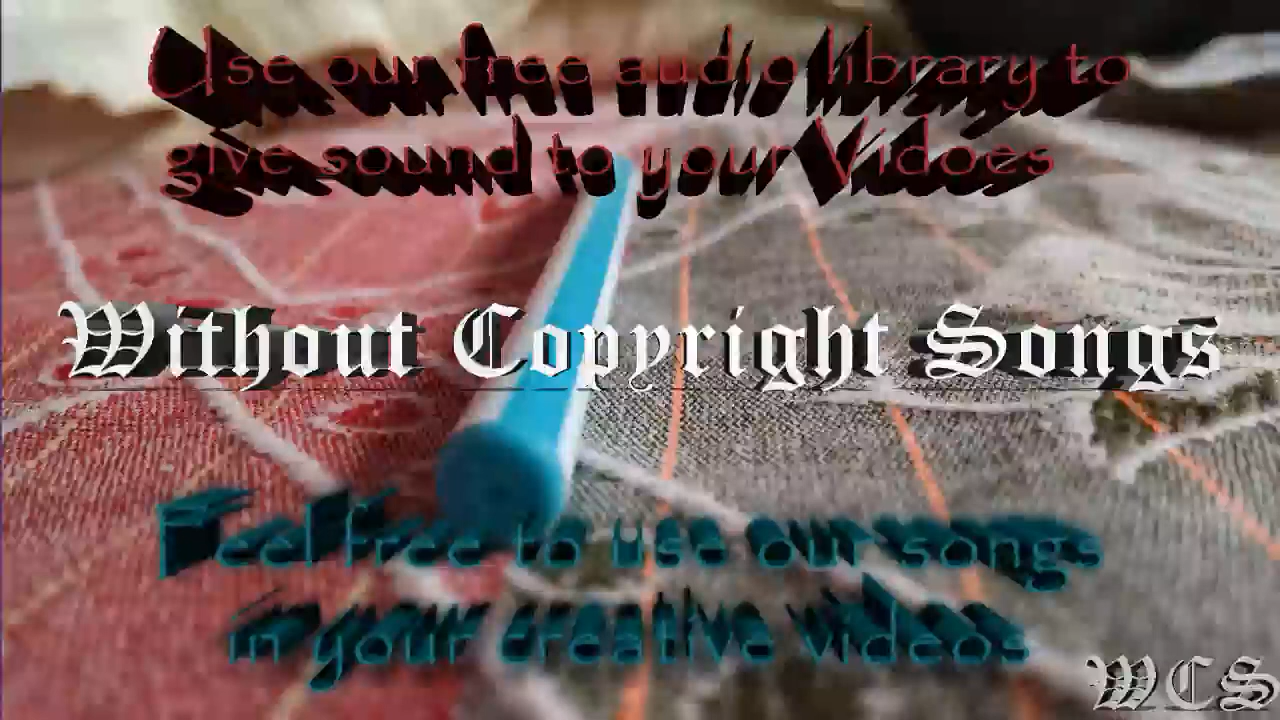 Use our free audio library to
give sound to your Vidoes
Without Copyright Songs
Feel free to use our songs
in your creative videos
WCS